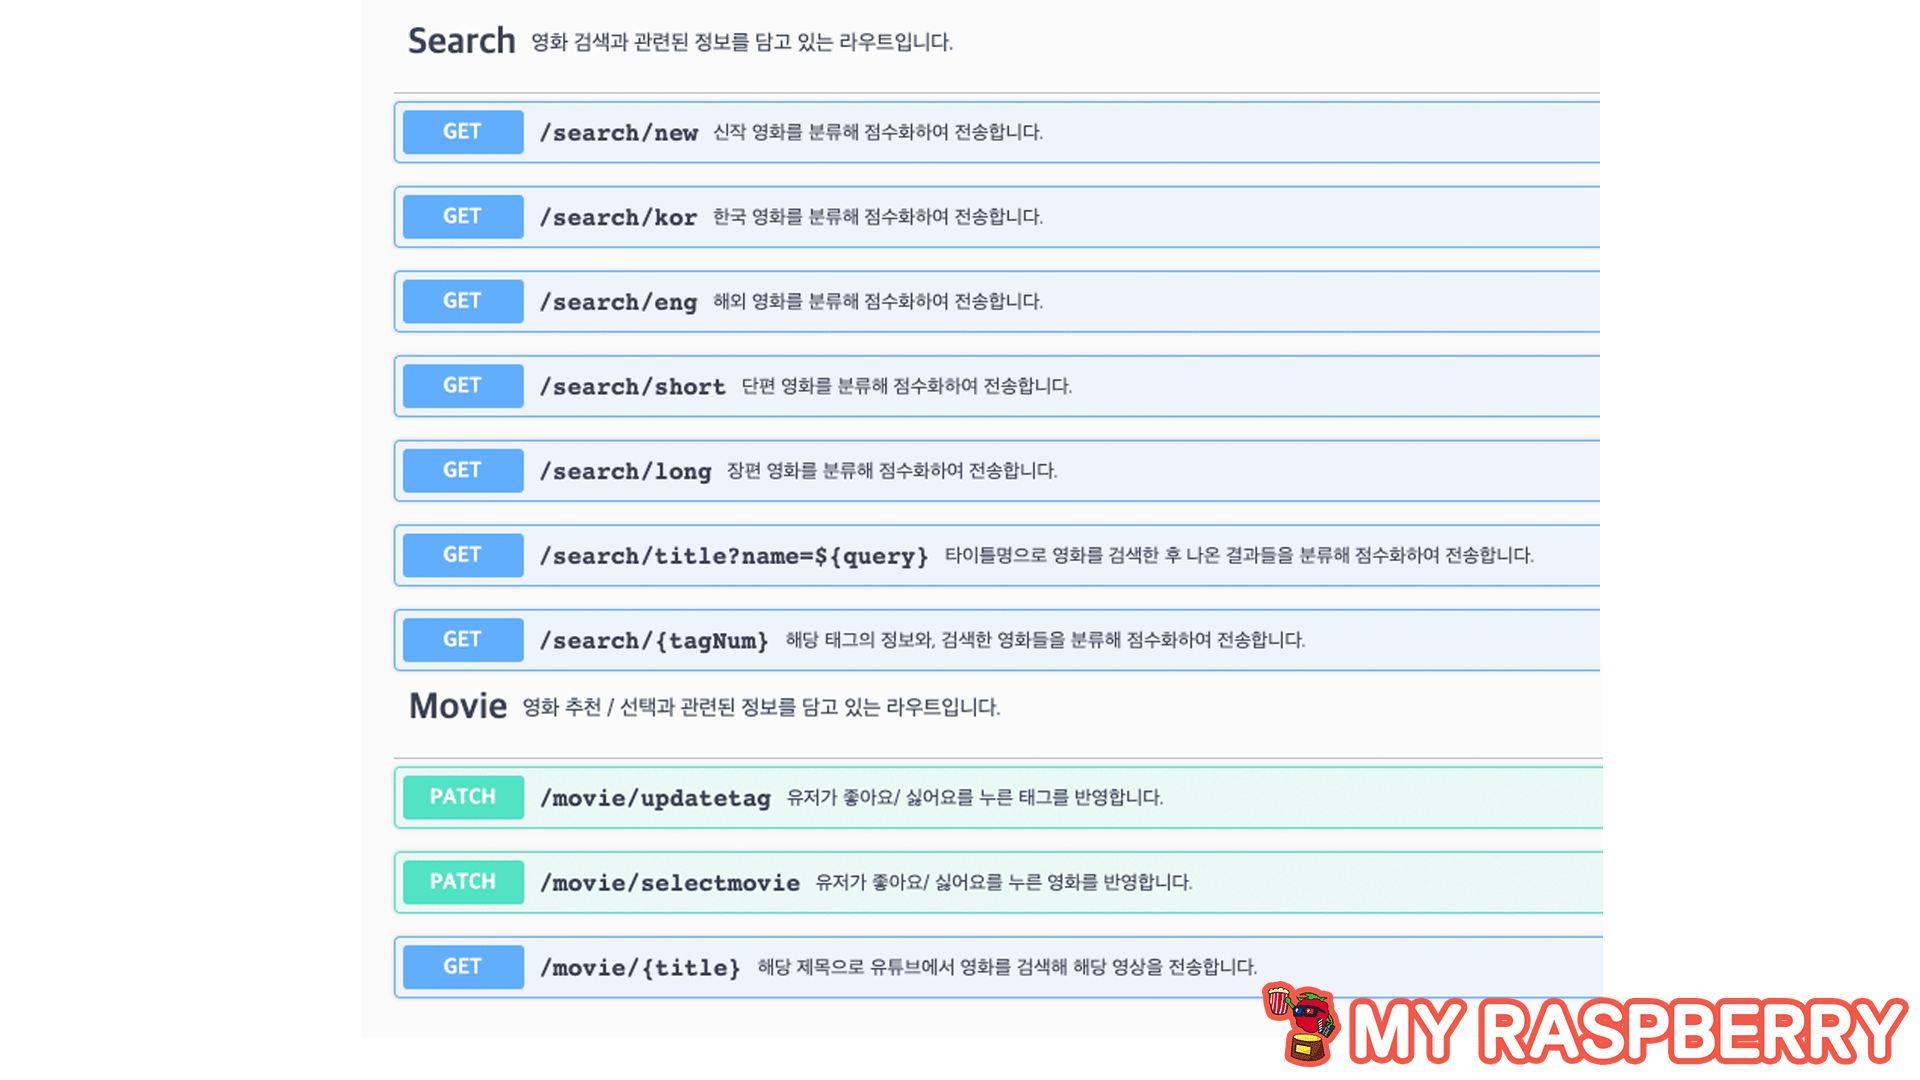 Search 영화 검색과 관련된 정보를 담고 있는 라우트입니다.
GET /search/new 신작 영화를 분류해 점수화하여 전송합니다.
GET /search/kor 한국 영화를 분류해 점수화하여 전송합니다.
GET /search/eng 해외 영화를 분류해 점수화하여 전송합니다.
GET /search/short 단편 영화를 분류해 점수화하여 전송합니다.
GET /search/long 장편 영화를 분류해 점수화하여 전송합니다.
GET /search/title?name=${query} 타이틀명으로 영화를 검색한 후 나온 결과들을 분류해 점수화하여 전송합니다.
GET /search/{tagNum} 해당 태그의 정보와, 검색한 영화들을 분류해 점수화하여 전송합니다.
Movie 영화 추천 / 선택과 관련된 정보를 담고 있는 라우트입니다.
PATCH /movie/updatetag 유저가 좋아요/ 싫어요를 누른 태그를 반영합니다.
PATCH /movie/selectmovie 유저가 좋아요/ 싫어요를 누른 영화를 반영합니다.
GET /movie/{title} 해당 제목으로 유튜브에서 영화를 검색해 해당 영상을 전송합니다.
MY RASPBERRY